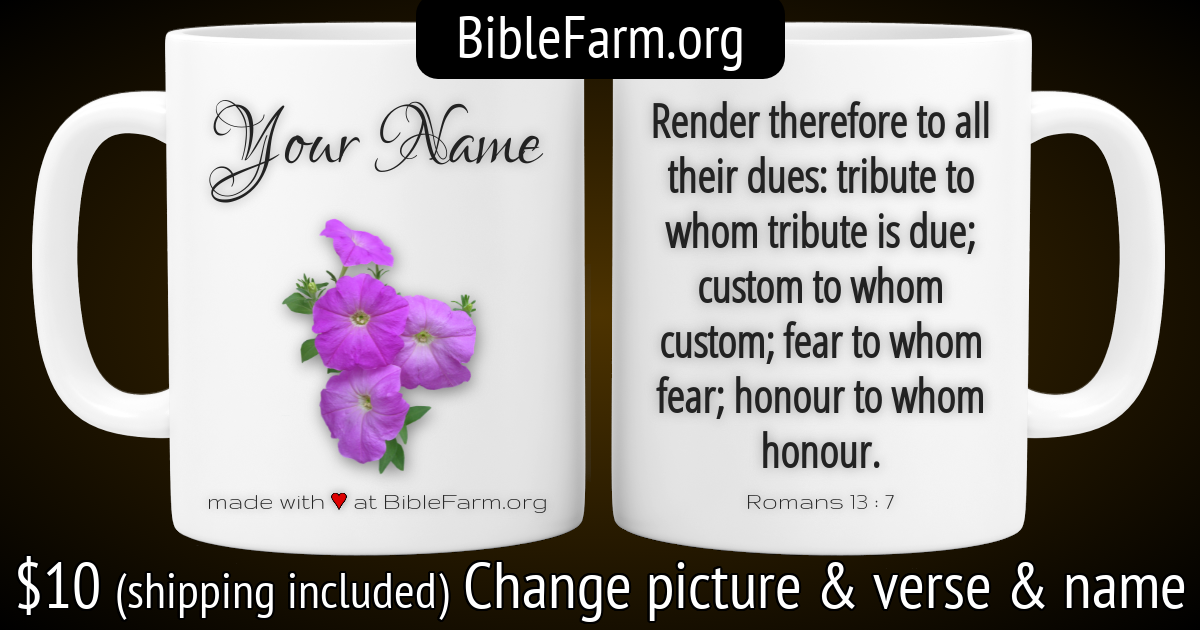 BibleFarm.org
Your Name
made with ♥ at BibleFarm.org
Render therefore to all
their dues: tribute to
whom tribute is due;
custom to whom
custom; fear to whom
fear; honour to whom
honour.
Romans 13 : 7
$10 (shipping included) Change picture & verse & name